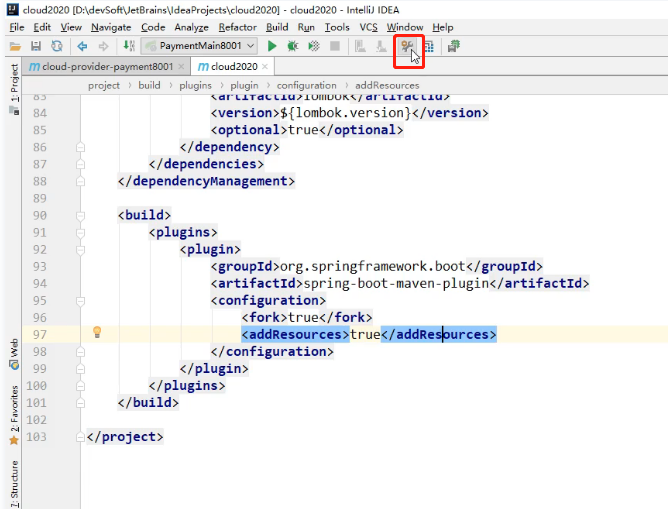 cloud2020 [D:\devSoft\JetBrains\IdeaProjects\cloud2020] - IntelliJ IDEA
File Edit View Navigate Code Analyze Refactor Build Run Tools VCS Window Help
PaymentMain8001
m cloud-provider-payment8001 × m cloud2020 ×
project › build › plugins › plugin › configuration › addResources
1: Project
83 <artifactId>lombok</artifactId>
84 <version>${lombok.version}</version>
85 <optional>true</optional>
86 </dependency>
87 </dependencies>
88 </dependencyManagement>
89
90 <build>
91 <plugins>
92 <plugin>
93 <groupId>org.springframework.boot</groupId>
94 <artifactId>spring-boot-maven-plugin</artifactId>
95 <configuration>
96 <fork>true</fork>
97 <addResources>true</addResources>
98 </configuration>
99 </plugin>
100 </plugins>
101 </build>
102
103 </project>
Web
2: Favorites
7: Structure